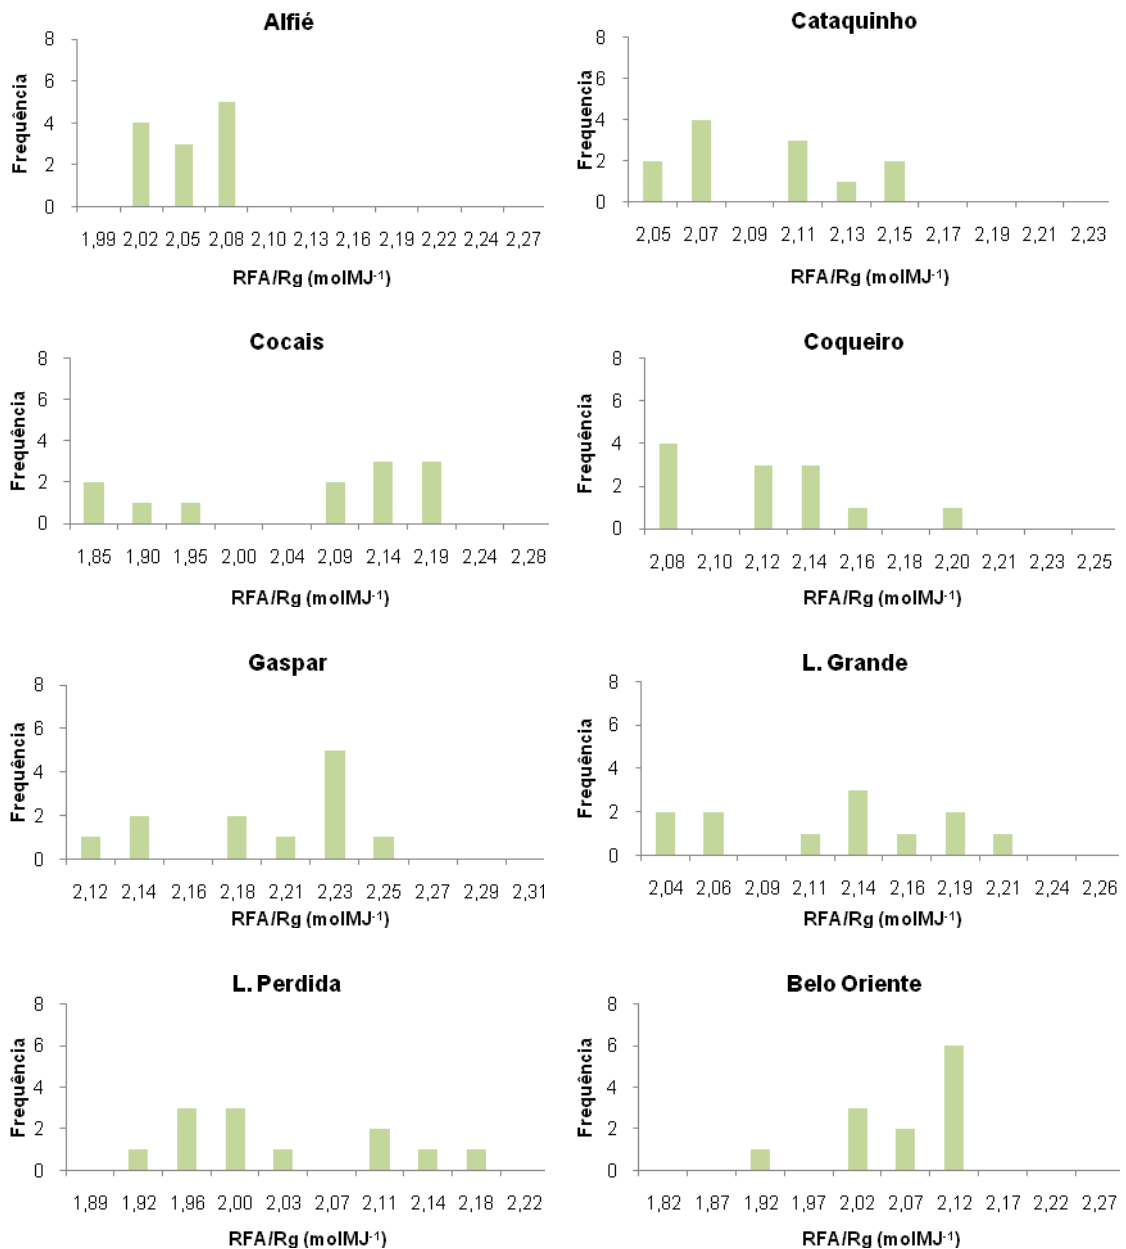 Alfié
8
6
4
2
0
Frequência
1,99 2,02 2,05 2,08 2,10 2,13 2,16 2,19 2,22 2,24 2,27
RFA/Rg (molMJ⁻¹)
Cataquinho
8
6
4
2
0
Frequência
2,05 2,07 2,09 2,11 2,13 2,15 2,17 2,19 2,21 2,23
RFA/Rg (molMJ⁻¹)
Cocais
8
6
4
2
0
Frequência
1,85 1,90 1,95 2,00 2,04 2,09 2,14 2,19 2,24 2,28
RFA/Rg (molMJ⁻¹)
Coqueiro
8
6
4
2
0
Frequência
2,08 2,10 2,12 2,14 2,16 2,18 2,20 2,21 2,23 2,25
RFA/Rg (molMJ⁻¹)
Gaspar
8
6
4
2
0
Frequência
2,12 2,14 2,16 2,18 2,21 2,23 2,25 2,27 2,29 2,31
RFA/Rg (molMJ⁻¹)
L. Grande
8
6
4
2
0
Frequência
2,04 2,06 2,09 2,11 2,14 2,16 2,19 2,21 2,24 2,26
RFA/Rg (molMJ⁻¹)
L. Perdida
8
6
4
2
0
Frequência
1,89 1,92 1,96 2,00 2,03 2,07 2,11 2,14 2,18 2,22
RFA/Rg (molMJ⁻¹)
Belo Oriente
8
6
4
2
0
Frequência
1,82 1,87 1,92 1,97 2,02 2,07 2,12 2,17 2,22 2,27
RFA/Rg (molMJ⁻¹)